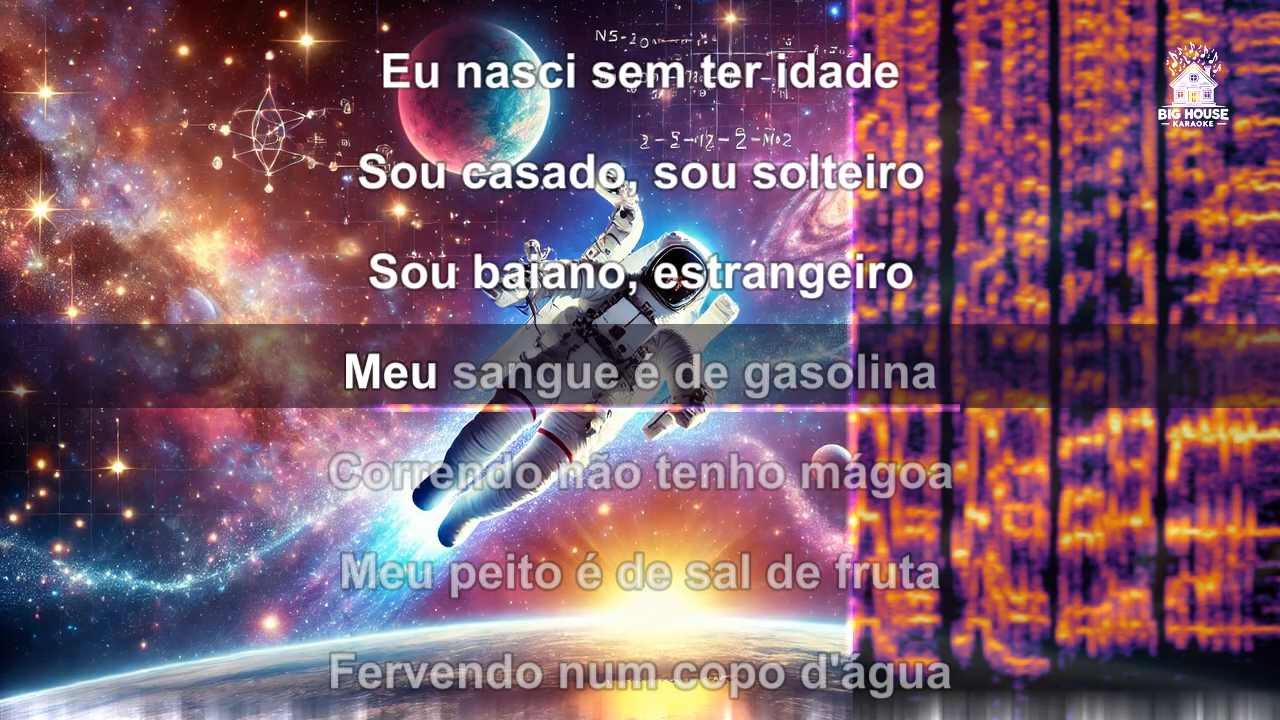 Eu nasci sem ter idade
Sou casado, sou solteiro
Sou baiano, estrangeiro
Meu sangue é de gasolina
Correndo não tenho mágoa
Meu peito é de sal de fruta
Fervendo num copo d'água
BIG HOUSE
KARAOKE